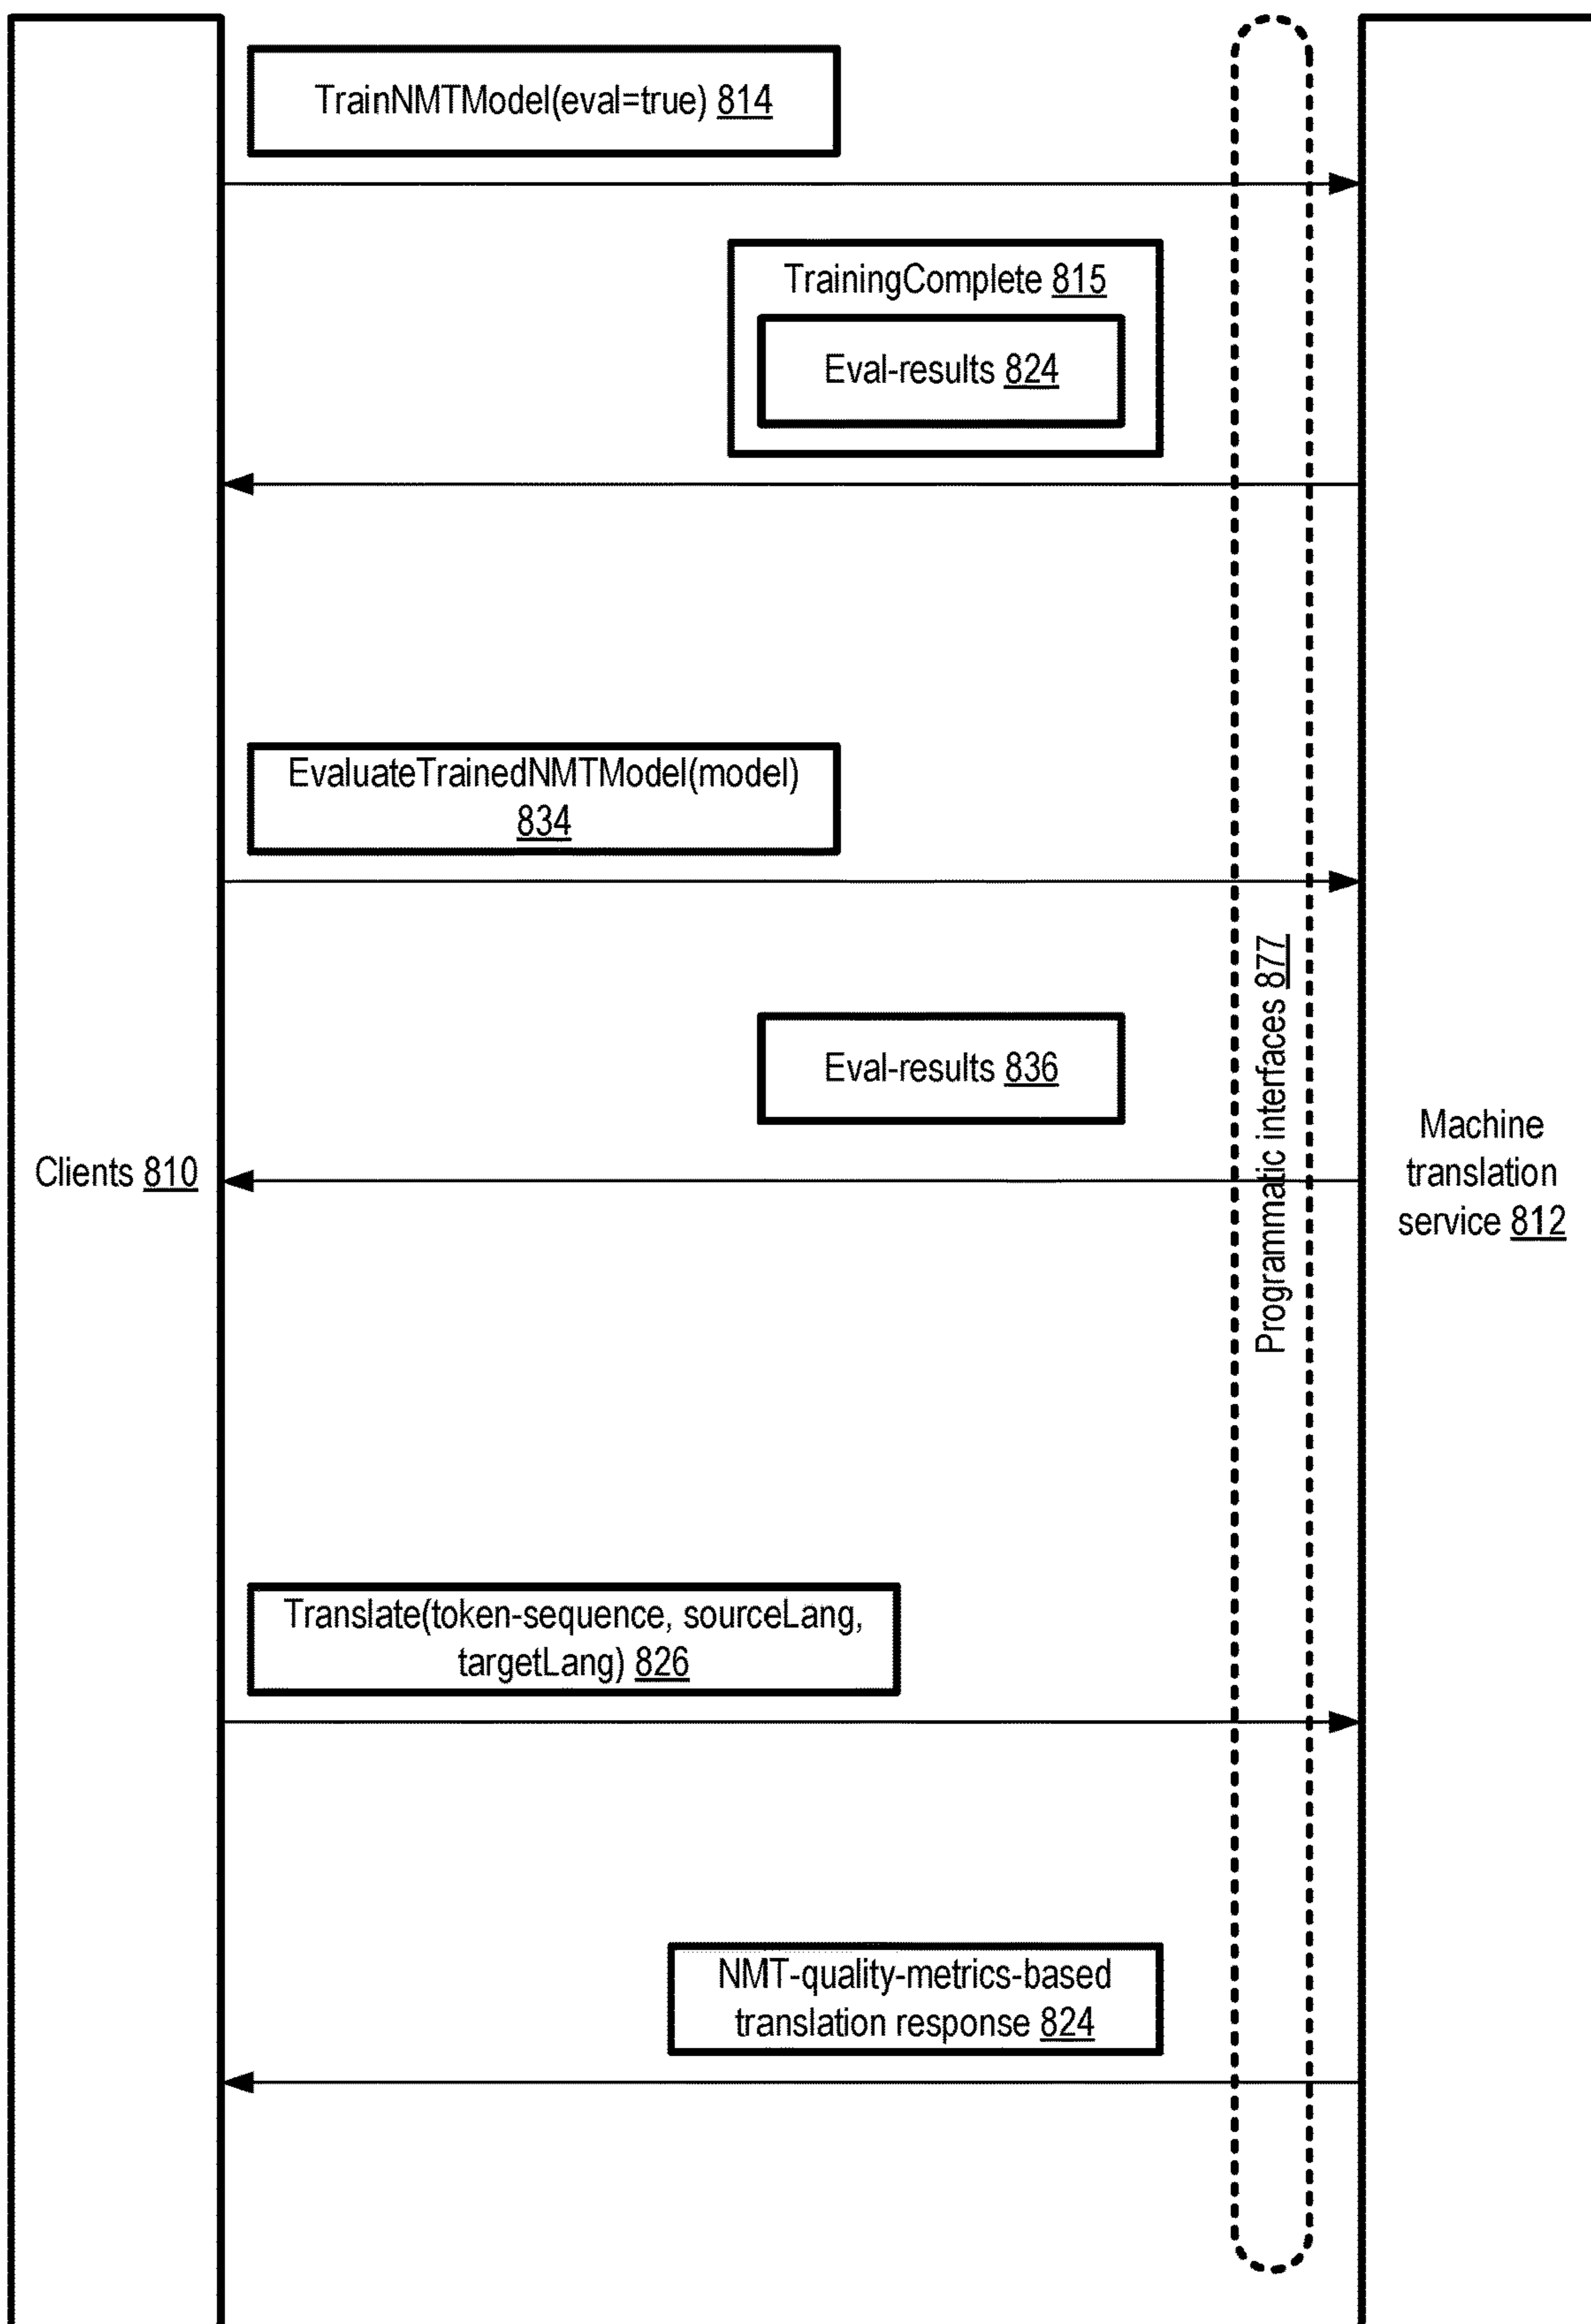 TrainNMTModel(eval=true) 814
TrainingComplete 815
Eval-results 824
EvaluateTrainedNMTModel(model)
834
Eval-results 836
Clients 810
Programmatic interfaces 877
Machine
translation
service 812
Translate(token-sequence, sourceLang,
targetLang) 826
NMT-quality-metrics-based
translation response 824